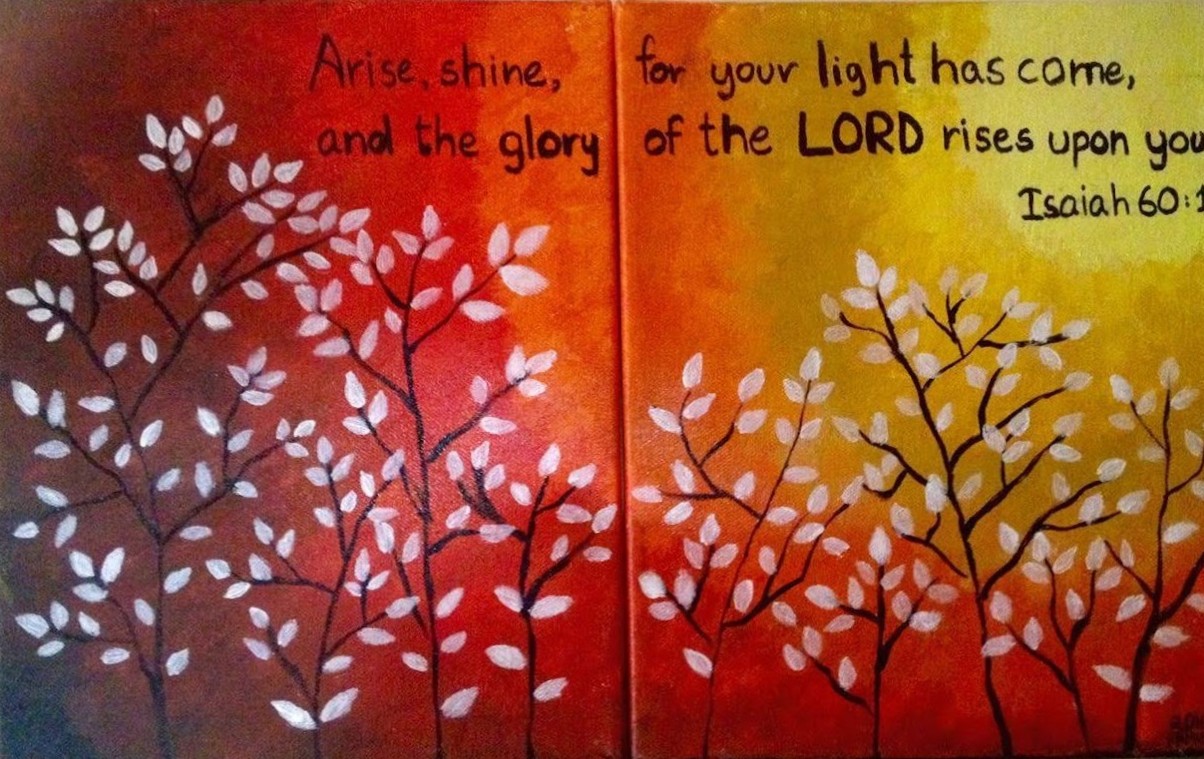 Arise, shine, for your light has come,
and the glory of the LORD rises upon you
Isaiah 60:1